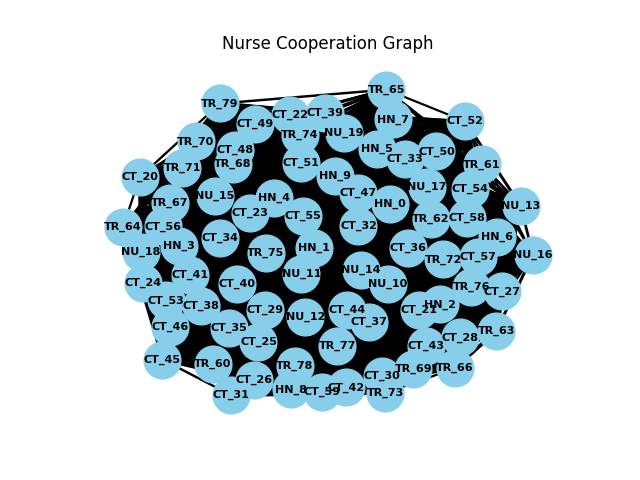 Nurse Cooperation Graph
TR_65
TR_79
CT_39
CT_22
HN_7
CT_52
CT_49
NU_19
TR_74
TR_70
HN_5
CT_48
CT_50
CT_33
CT_51
TR_68
TR_61
TR_71
HN_9
CT_20
NU_17
CT_54
CT_47
NU_15
HN_4
TR_67
HN_0
NU_13
CT_23
CT_55
TR_62
CT_58
CT_32
TR_64
CT_56
CT_34
HN_6
HN_3
HN_1
CT_36
NU_18
TR_75
NU_16
CT_57
TR_72
NU_14
NU_11
CT_41
CT_24
CT_40
NU_10
TR_76
CT_27
CT_53
CT_38
HN_2
CT_29
CT_44
CT_21
NU_12
CT_37
CT_46
CT_35
TR_63
CT_28
CT_25
TR_77
CT_43
CT_45
TR_60
TR_78
TR_69
TR_66
CT_30
CT_26
CT_42
HN_8
CT_59
TR_73
CT_31